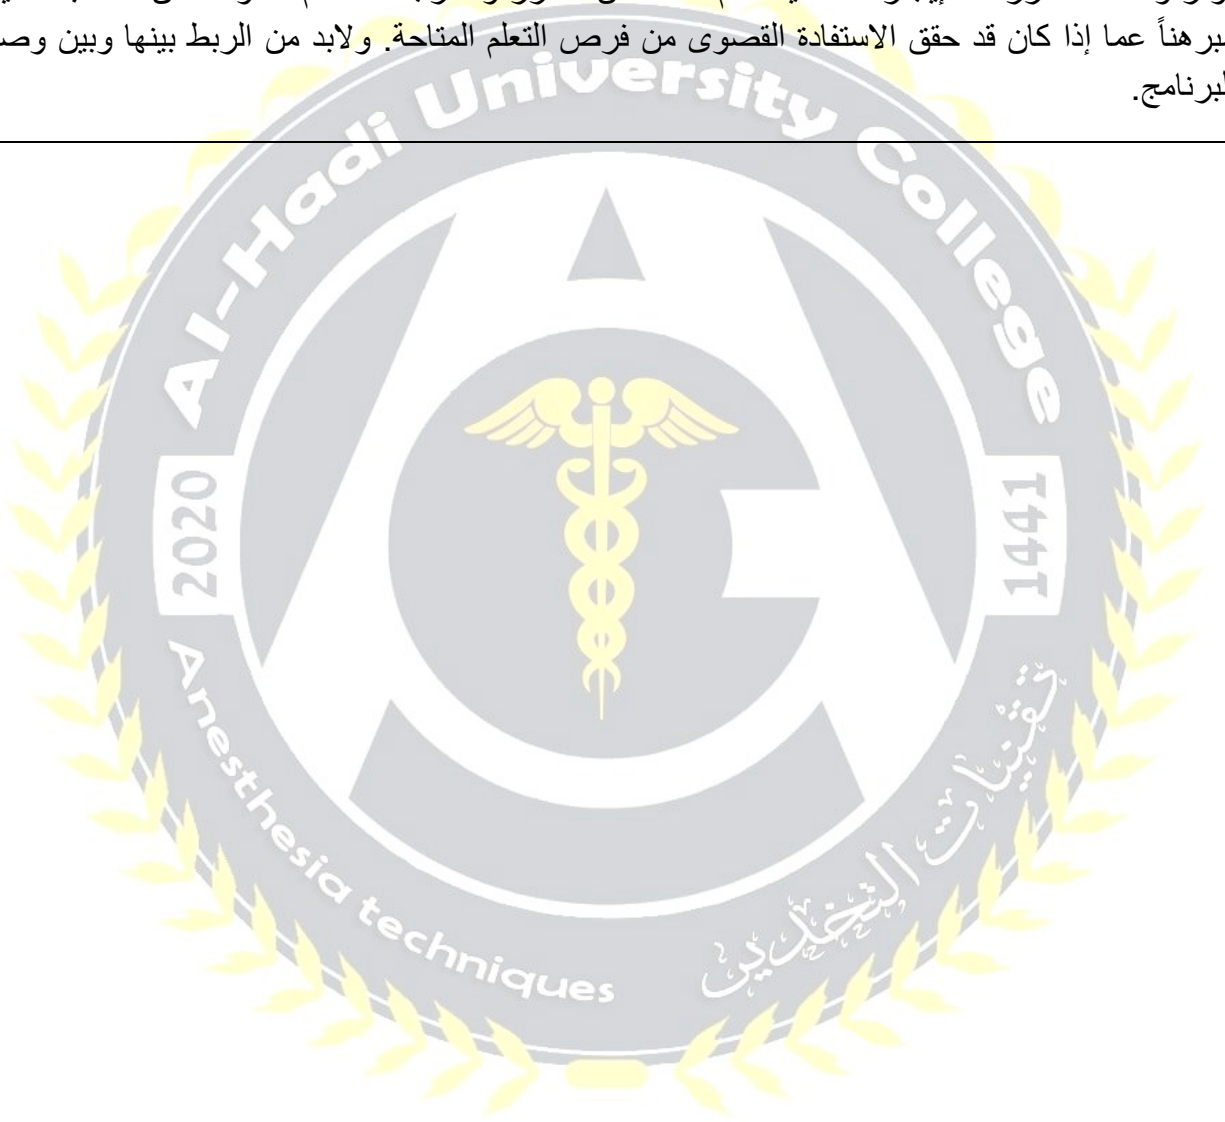 برهناً عما إذا كان قد حقق الاستفادة القصوى من فرص التعلم المتاحة. ولابد من الربط بينها وبين وصـ
لبرنامج.
Al-Hadi University College
2020
1441
Anesthesia techniques
تقنيات التخدير